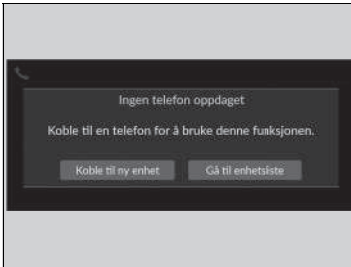 Ingen telefon oppdaget
Koble til en telefon for å bruke denne funksjonen.
Koble til ny enhet
Gå til enhetsliste